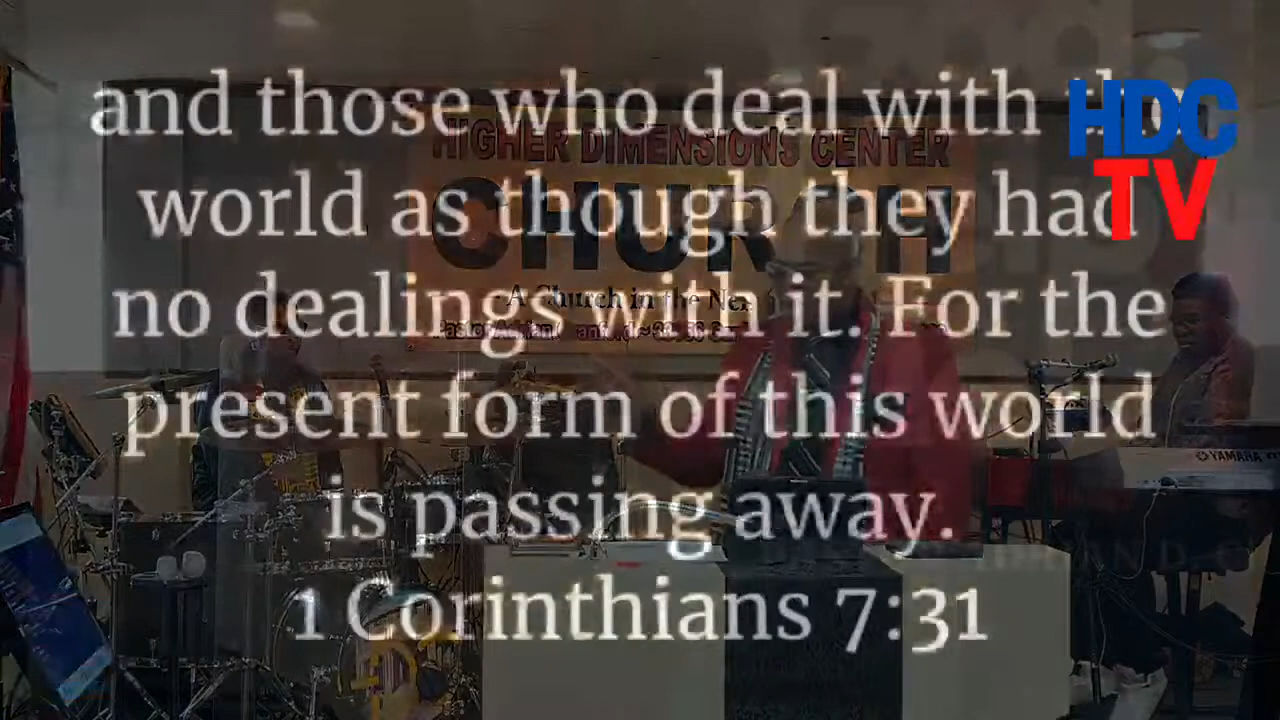 and those who deal with the
HDC
TV
HIGHER DIMENSIONS CENTER
CHURCH
world as though they had
A Church in the
no dealings with it. For the
present form of this world
YAMAHA
is passing away.
1 Corinthians 7:31